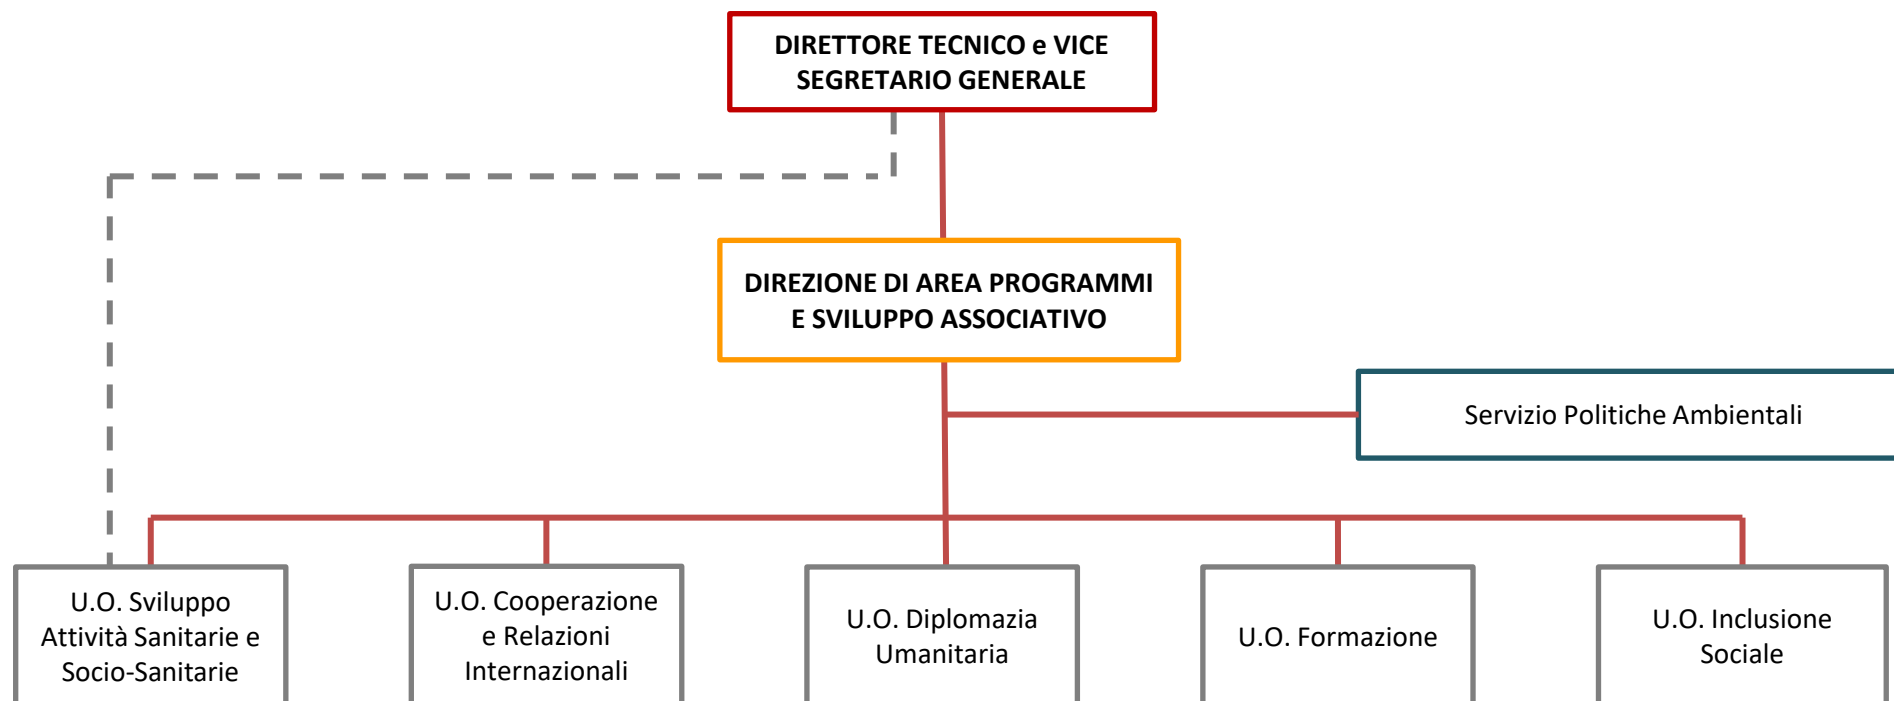 DIRETTORE TECNICO e VICE
SEGRETARIO GENERALE
DIREZIONE DI AREA PROGRAMMI
E SVILUPPO ASSOCIATIVO
Servizio Politiche Ambientali
U.O. Sviluppo
Attività Sanitarie e
Socio-Sanitarie
U.O. Cooperazione
e Relazioni
Internazionali
U.O. Diplomazia
Umanitaria
U.O. Formazione
U.O. Inclusione
Sociale